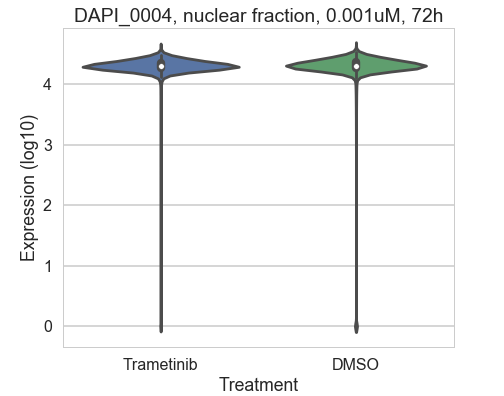 DAPI_0004, nuclear fraction, 0.001uM, 72h
Expression (log10)
4
3
2
1
0
Trametinib
DMSO
Treatment